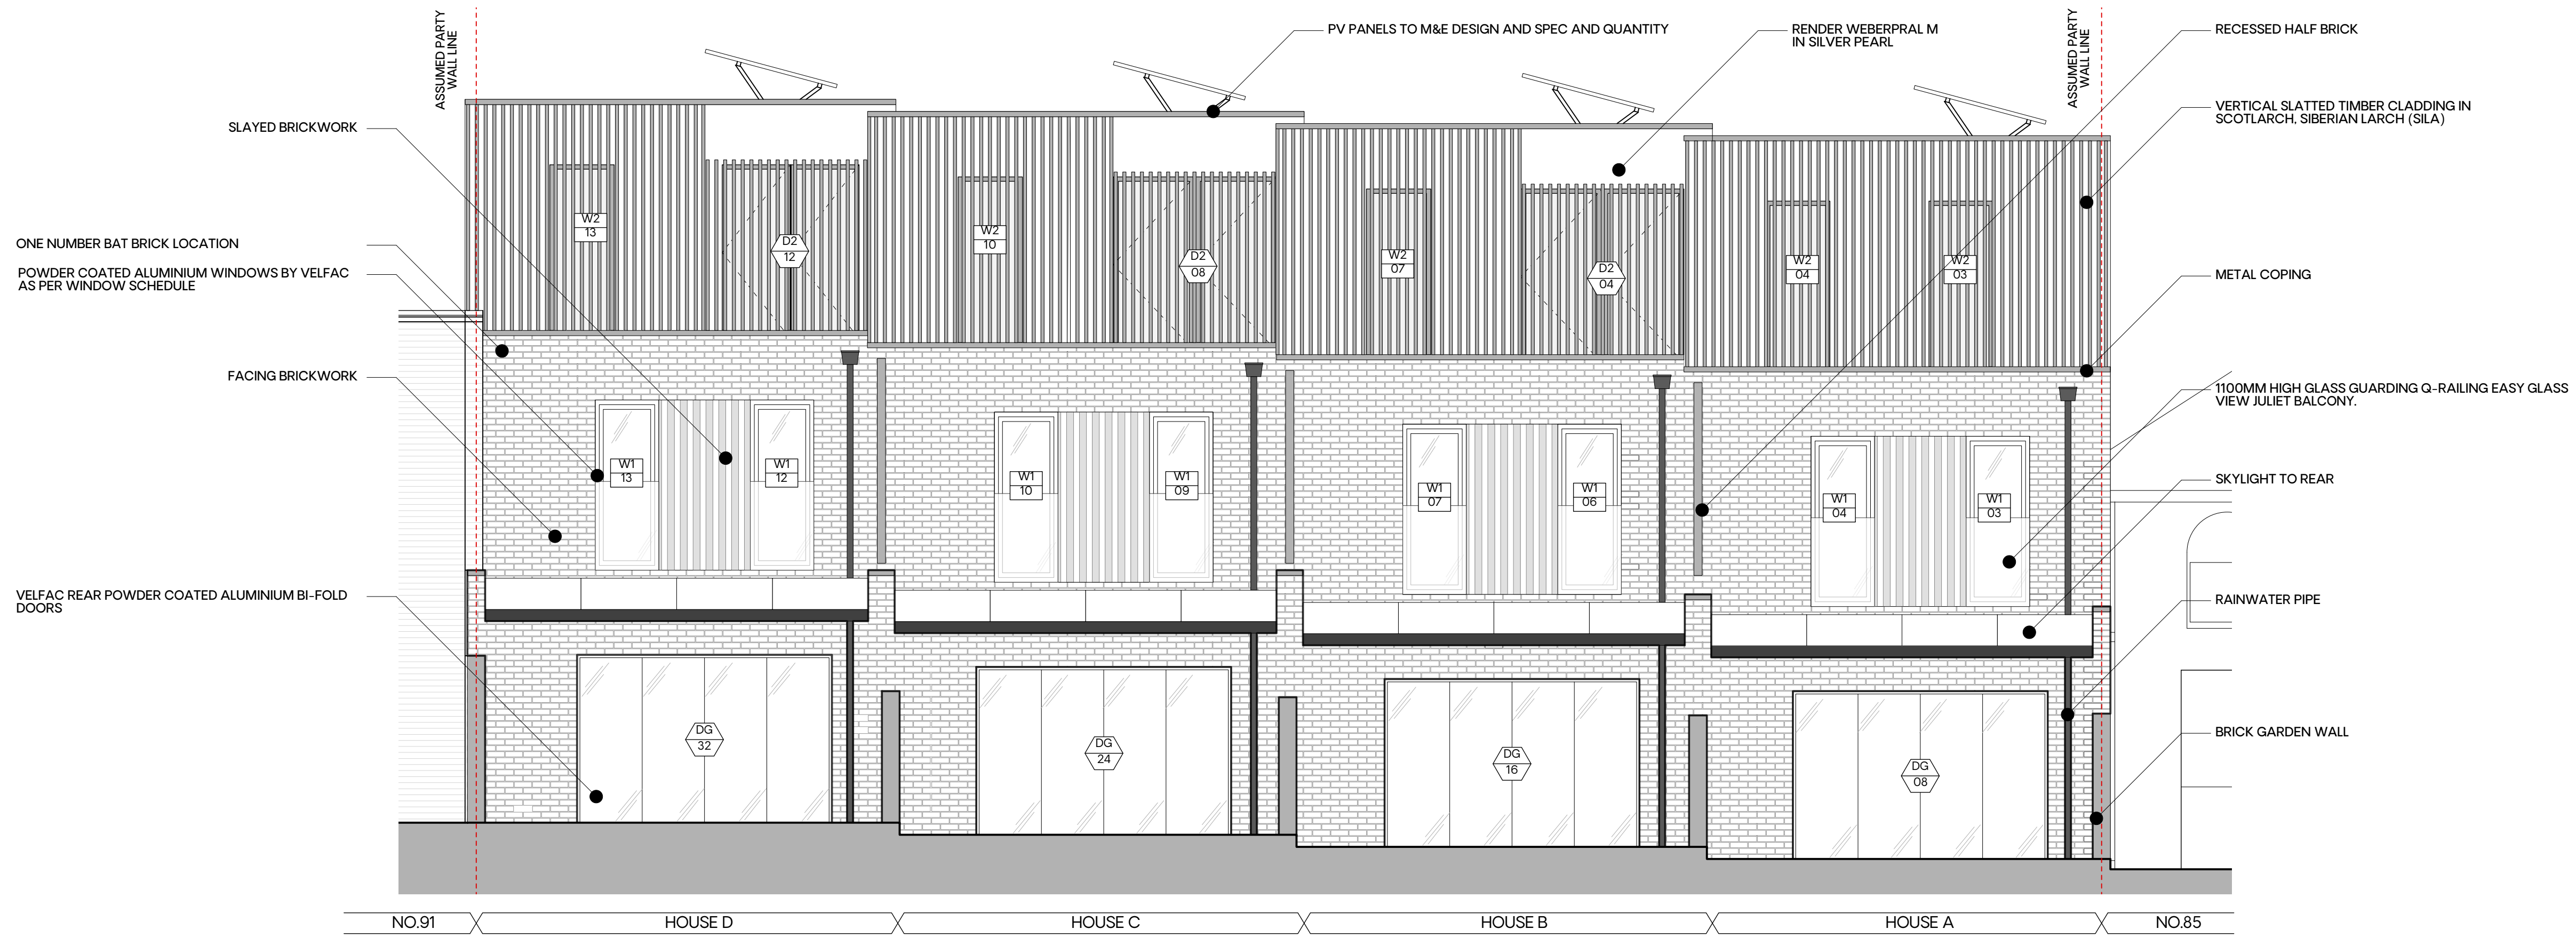 ASSUMED PARTY
WALL LINE
PV PANELS TO M&E DESIGN AND SPEC AND QUANTITY
RENDER WEBERPRAL M
IN SILVER PEARL
ASSUMED PARTY
WALL LINE
RECESSED HALF BRICK
VERTICAL SLATTED TIMBER CLADDING IN
SCOTLARCH, SIBERIAN LARCH (SILA)
SLAYED BRICKWORK
ONE NUMBER BAT BRICK LOCATION
POWDER COATED ALUMINIUM WINDOWS BY VELFAC
AS PER WINDOW SCHEDULE
FACING BRICKWORK
VELFAC REAR POWDER COATED ALUMINIUM BI-FOLD
DOORS
METAL COPING
1100MM HIGH GLASS GUARDING Q-RAILING EASY GLASS
VIEW JULIET BALCONY.
SKYLIGHT TO REAR
RAINWATER PIPE
BRICK GARDEN WALL
W2
13
D2
12
W2
10
D2
08
W2
07
D2
04
W2
04
W2
03
W1
13
W1
12
W1
10
W1
09
W1
07
W1
06
W1
04
W1
03
DG
32
DG
24
DG
16
DG
08
NO.91
HOUSE D
HOUSE C
HOUSE B
HOUSE A
NO.85